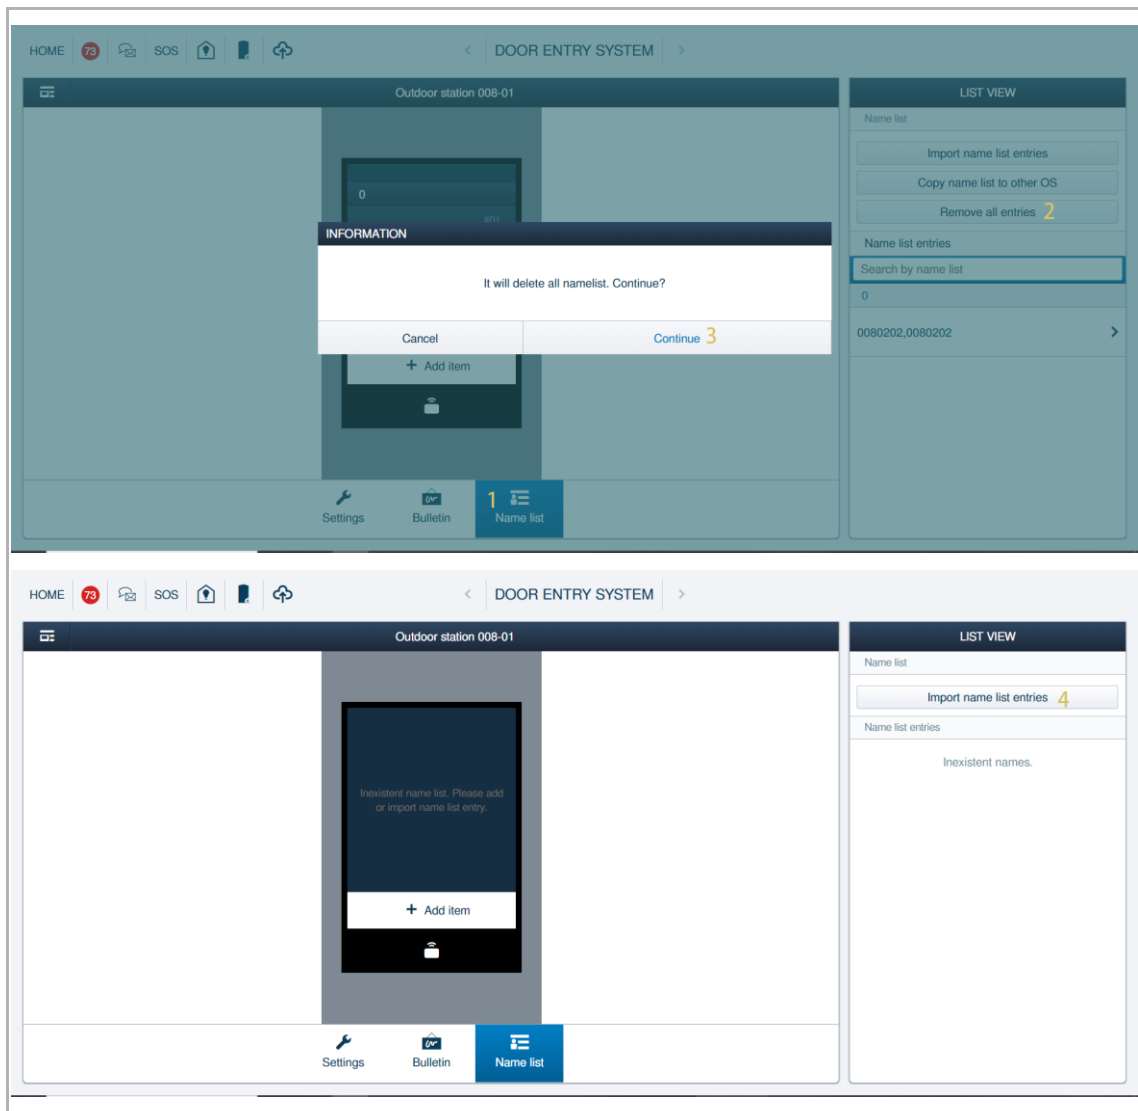 HOME 73 SOS DOOR ENTRY SYSTEM
Outdoor station 008-01
LIST VIEW
Name list
Import name list entries
Copy name list to other OS
Remove all entries 2
Name list entries
Search by name list
0
0080202,0080202
0
#01
INFORMATION
It will delete all namelist. Continue?
Cancel
Continue 3
+ Add item
Settings
Bulletin
1 Name list
HOME 73 SOS DOOR ENTRY SYSTEM
Outdoor station 008-01
LIST VIEW
Name list
Import name list entries 4
Name list entries
Inexistent names.
Inexistent name list. Please add
or import name list entry.
+ Add item
Settings
Bulletin
Name list